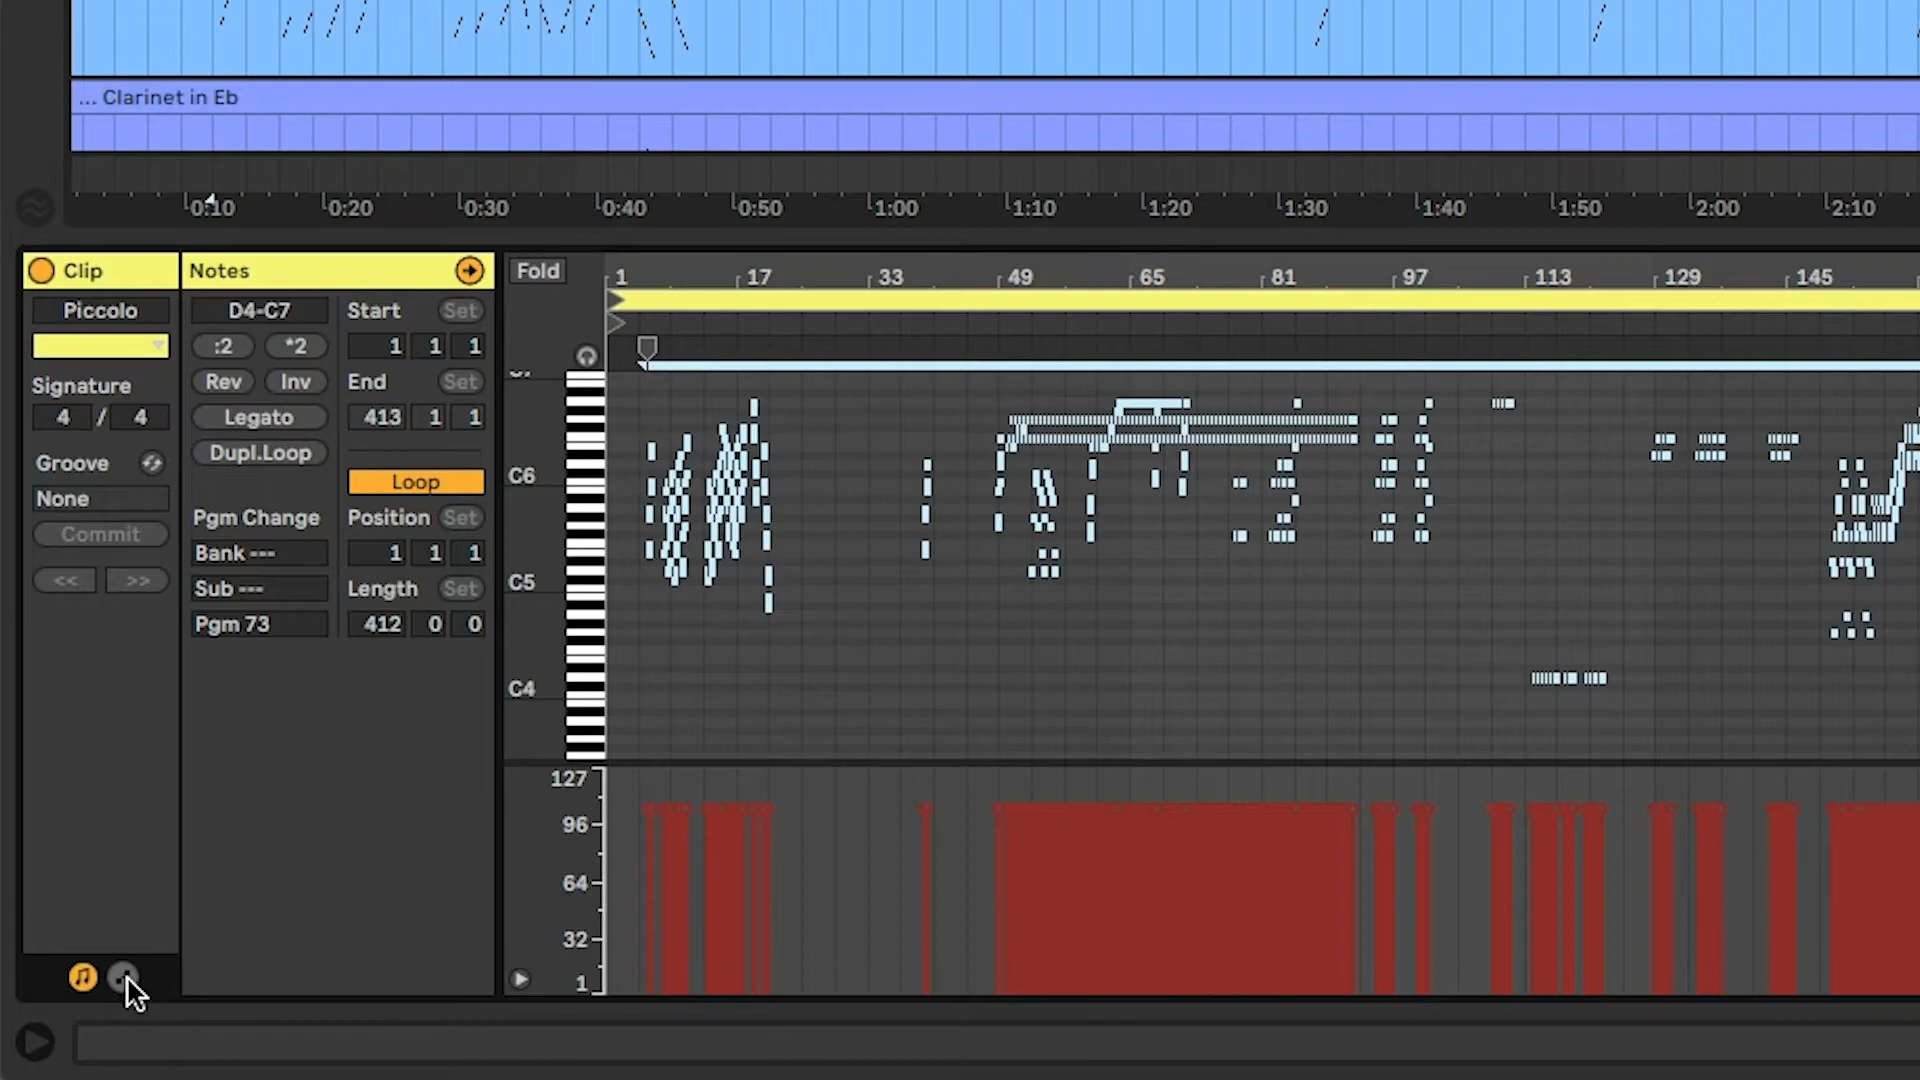 ... Clarinet in Eb
0:10 0:20 0:30 0:40 0:50 1:00 1:10 1:20 1:30 1:40 1:50 2:00 2:10
Clip
Piccolo
Signature
4 / 4
Groove
None
Commit
<< >>
Notes
D4-C7
:2 *2
Rev Inv
Legato
Dupl.Loop
Pgm Change
Bank ---
Sub ---
Pgm 73
Start Set
1 1 1
End Set
413 1 1
Loop
Position Set
1 1 1
Length Set
412 0 0
Fold
1 17 33 49 65 81 97 113 129 145
C6
C5
C4
127
96
64
32
1